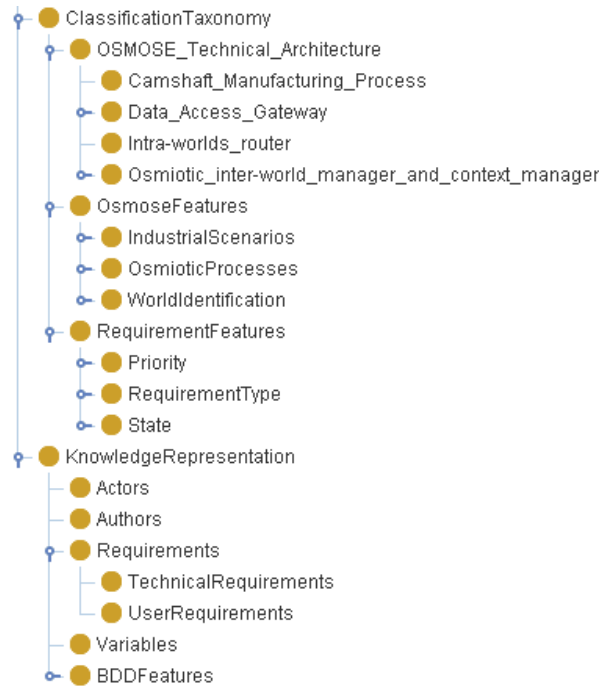 ClassificationTaxonomy
OSMOSE_Technical_Architecture
Camshaft_Manufacturing_Process
Data_Access_Gateway
Intra-worlds_router
Osmiotic_inter-world_manager_and_context_manager
OsmoseFeatures
IndustrialScenarios
OsmioticProcesses
WorldIdentification
RequirementFeatures
Priority
RequirementType
State
KnowledgeRepresentation
Actors
Authors
Requirements
TechnicalRequirements
UserRequirements
Variables
BDDFeatures